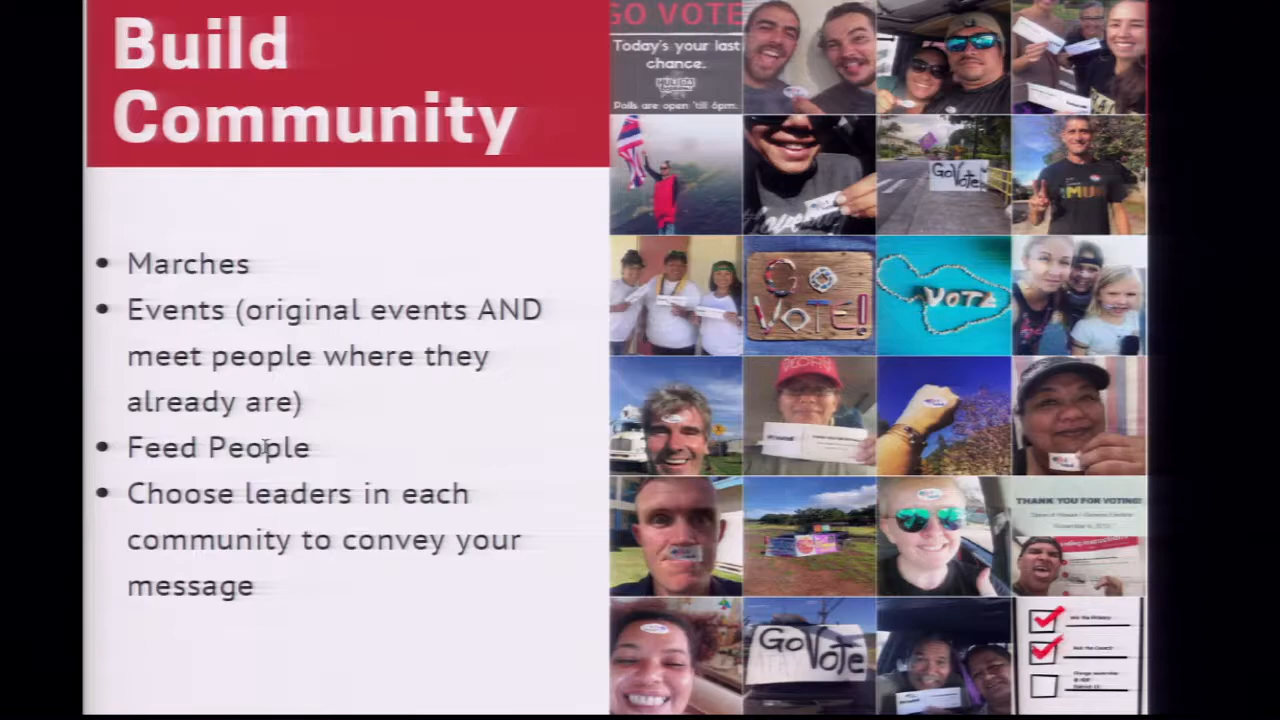 Build
Community
Marches
Events (original events AND
meet people where they
already are)
Feed People
Choose leaders in each
community to convey your
message
GO VOTE
Today's your last
chance.
Polls are open 'till 6pm.
Go Vote
GO
VOTE!
VOTE
THANK YOU FOR VOTING!
Go Vote